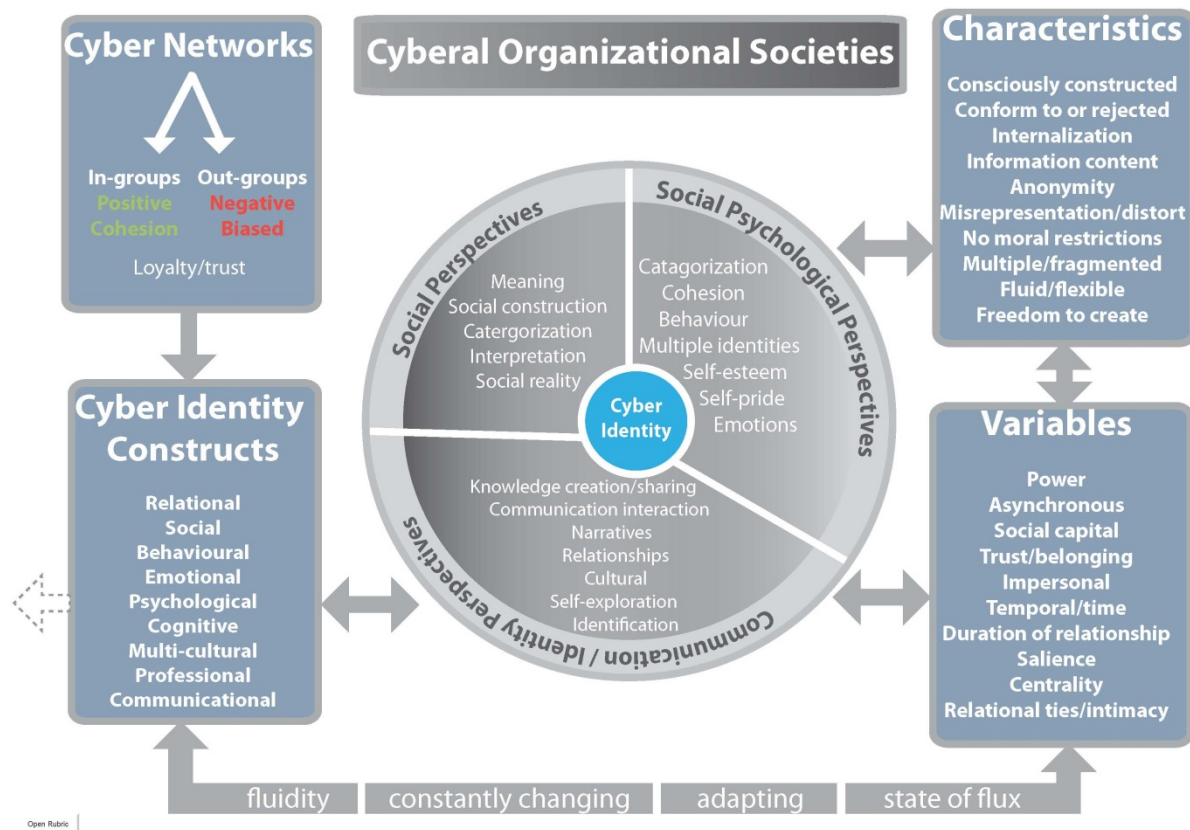 Cyberal Organizational Societies
Cyber Networks
In-groups
Positive
Cohesion
Out-groups
Negative
Biased
Loyalty/trust
Cyber Identity
Constructs
Relational
Social
Behavioural
Emotional
Psychological
Cognitive
Multi-cultural
Professional
Communicational
Social Perspectives
Meaning
Social construction
Catergorization
Interpretation
Social reality
Social Psychological Perspectives
Catagorization
Cohesion
Behaviour
Multiple identities
Self-esteem
Self-pride
Emotions
Cyber
Identity
Knowledge creation/sharing
Communication interaction
Narratives
Relationships
Cultural
Self-exploration
Identification
Communication / Identity Perspectives
Characteristics
Consciously constructed
Conform to or rejected
Internalization
Information content
Anonymity
Misrepresentation/distort
No moral restrictions
Multiple/fragmented
Fluid/flexible
Freedom to create
Variables
Power
Asynchronous
Social capital
Trust/belonging
Impersonal
Temporal/time
Duration of relationship
Salience
Centrality
Relational ties/intimacy
fluidity
constantly changing
adapting
state of flux
Open Rubric